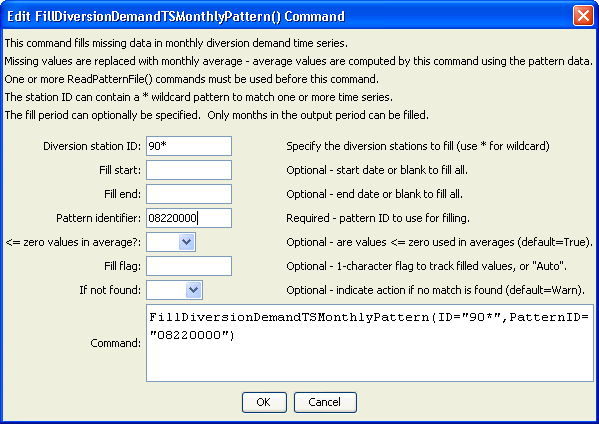 Edit FillDiversionDemandTSMonthlyPattern() Command
This command fills missing data in monthly diversion demand time series.
Missing values are replaced with monthly average - average values are computed by this command using the pattern data.
One or more ReadPatternFile() commands must be used before this command.
The station ID can contain a * wildcard pattern to match one or more time series.
The fill period can optionally be specified.  Only months in the output period can be filled.
Diversion station ID: 90* Specify the diversion stations to fill (use * for wildcard)
Fill start: Optional - start date or blank to fill all.
Fill end: Optional - end date or blank to fill all.
Pattern identifier: 08220000 Required - pattern ID to use for filling.
<= zero values in average?: Optional - are values <= zero used in averages (default=True).
Fill flag: Optional - 1-character flag to track filled values, or "Auto".
If not found: Optional - indicate action if no match is found (default=Warn).
Command: FillDiversionDemandTSMonthlyPattern(ID="90*",PatternID=
"08220000")
OK Cancel